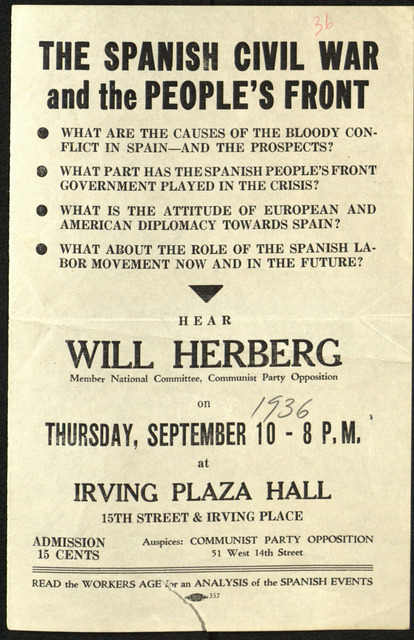 36
THE SPANISH CIVIL WAR
and the PEOPLE'S FRONT
WHAT ARE THE CAUSES OF THE BLOODY CON-
FLICT IN SPAIN—AND THE PROSPECTS?
WHAT PART HAS THE SPANISH PEOPLE'S FRONT
GOVERNMENT PLAYED IN THE CRISIS?
WHAT IS THE ATTITUDE OF EUROPEAN AND
AMERICAN DIPLOMACY TOWARDS SPAIN?
WHAT ABOUT THE ROLE OF THE SPANISH LA-
BOR MOVEMENT NOW AND IN THE FUTURE?
HEAR
WILL HERBERG
Member National Committee, Communist Party Opposition
on
1936
THURSDAY, SEPTEMBER 10 - 8 P.M.
at
IRVING PLAZA HALL
15TH STREET & IRVING PLACE
ADMISSION
15 CENTS
Auspices: COMMUNIST PARTY OPPOSITION
51 West 14th Street
READ the WORKERS AGE for an ANALYSIS of the SPANISH EVENTS
357